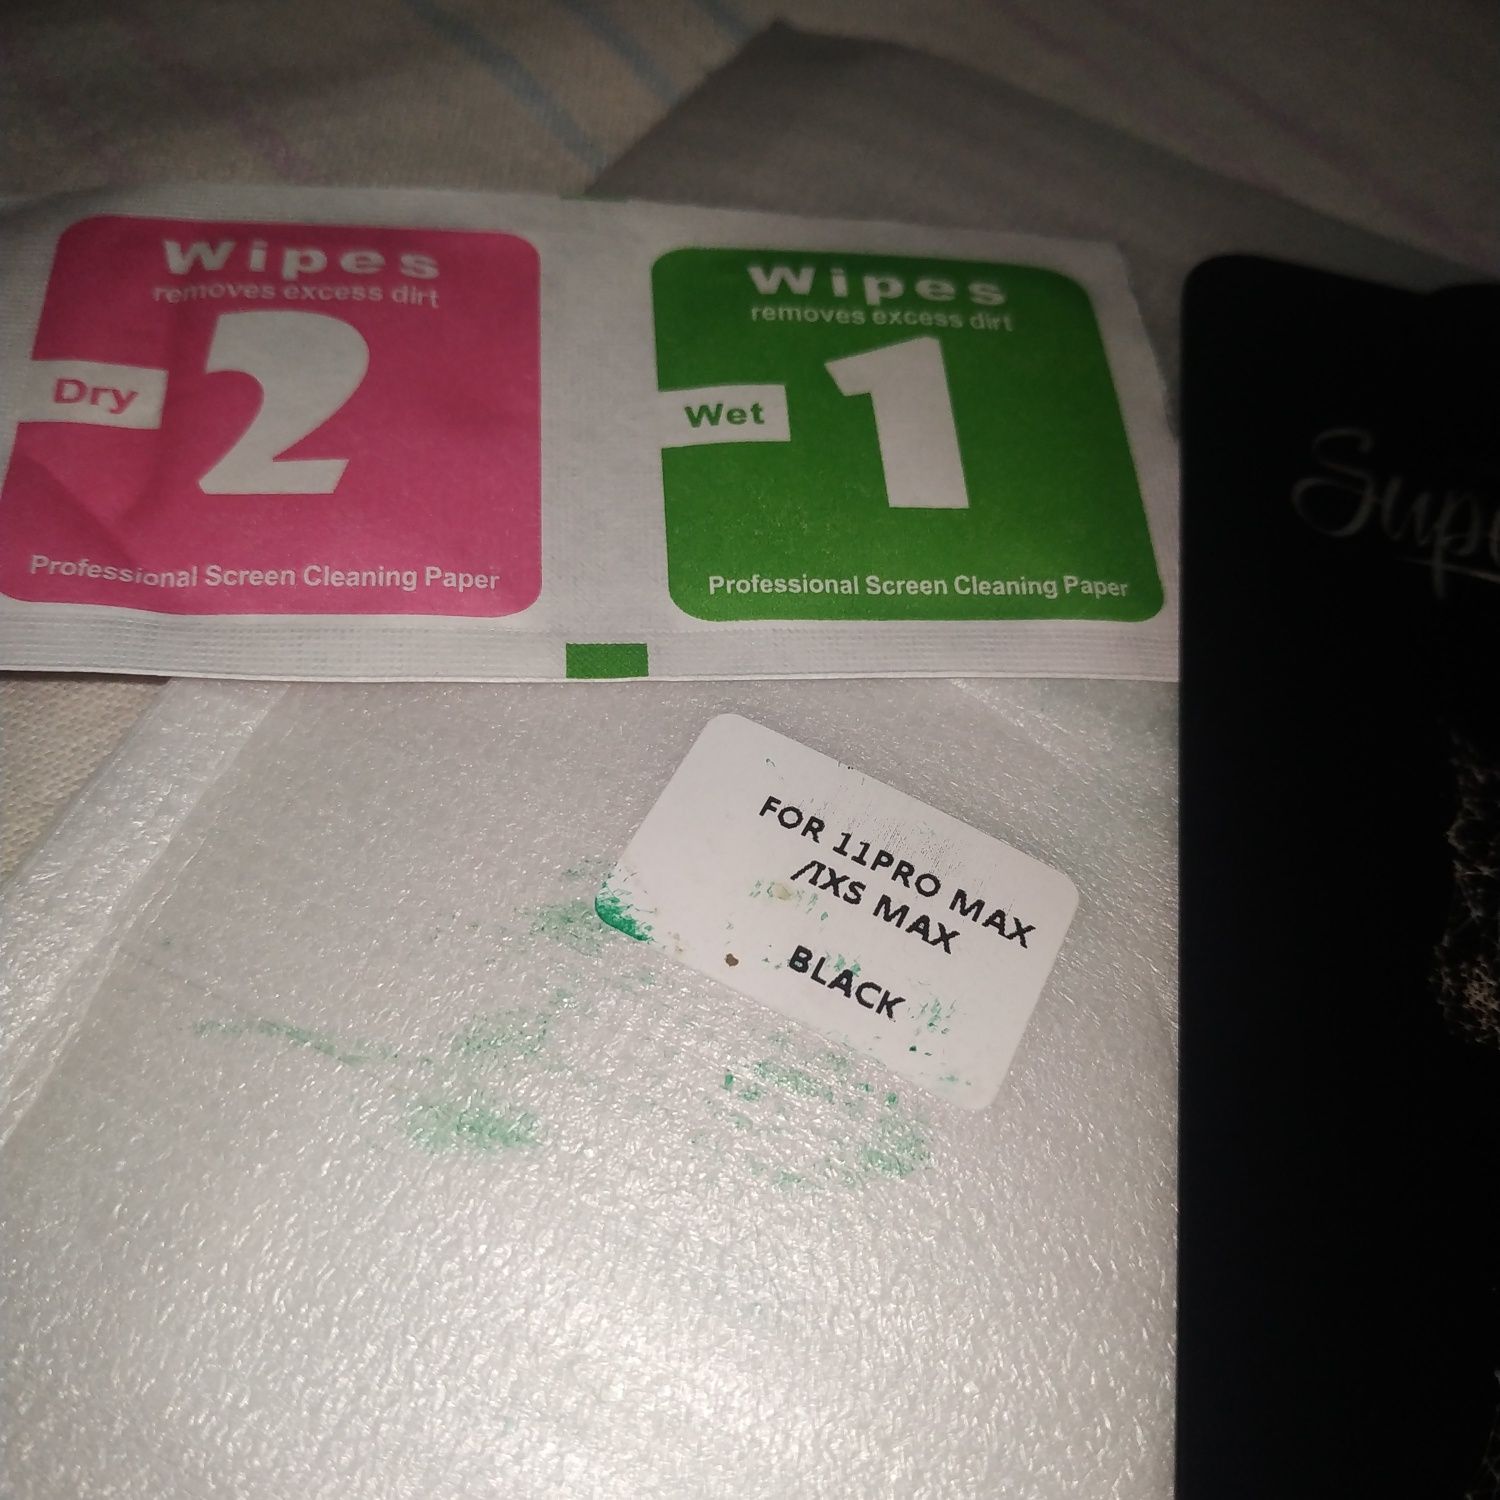 Wipes
removes excess dirt
2
Dry
Professional Screen Cleaning Paper
Wipes
removes excess dirt
1
Wet
Professional Screen Cleaning Paper
FOR 11PRO MAX
/IXS MAX
BLACK